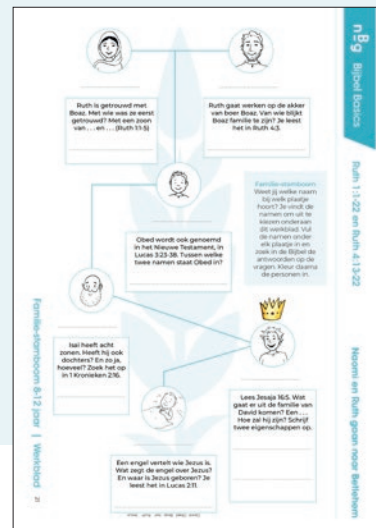 Ruth is getrouwd met
Boaz. Met wie was ze eerst
getrouwd? Met een zoon
van . . . . en . . . . (Ruth 1:1-5)
Ruth gaat werken op de akker
van boer Boaz. Van wie blijkt
Boaz familie te zijn? Je leest
het in Ruth 4:3.
Familie-stamboom
Weet jij welke naam
bij welk plaatje
hoort? Je vindt de
namen om uit te
kiezen onderaan
dit werkblad. Vul
de namen onder
elk plaatje in en
zoek in de Bijbel de
antwoorden op de
vragen. Kleur daarna
de personen in.
Obed wordt ook genoemd
in het Nieuwe Testament, in
Lucas 3:23-38. Tussen welke
twee namen staat Obed in?
Isaï heeft acht
zonen. Heeft hij ook
dochters? En zo ja,
hoeveel? Zoek het op
in 1 Kronieken 2:16.
Lees Jesaja 16:5. Wat
gaat er uit de familie van
David komen? Een . . . .
Hoe zal hij zijn? Schrijf
twee eigenschappen op.
Een engel vertelt wie Jezus is.
Wat zegt de engel over Jezus?
En waar is Jezus geboren? Je
leest het in Lucas 2:11.
nBg Bijbel Basics
Ruth 1:1-22 en Ruth 4:13-22
Naomi en Ruth gaan naar Betlehem
Familie-stamboom 8-12 jaar | Werkblad